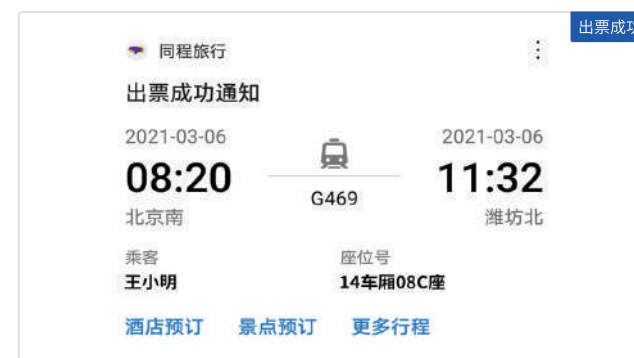 出票成功
同程旅行
出票成功通知
2021-03-06 2021-03-06
08:20 11:32
G469
北京南 潍坊北
乘客 座位号
王小明 14车厢08C座
酒店预订 景点预订 更多行程